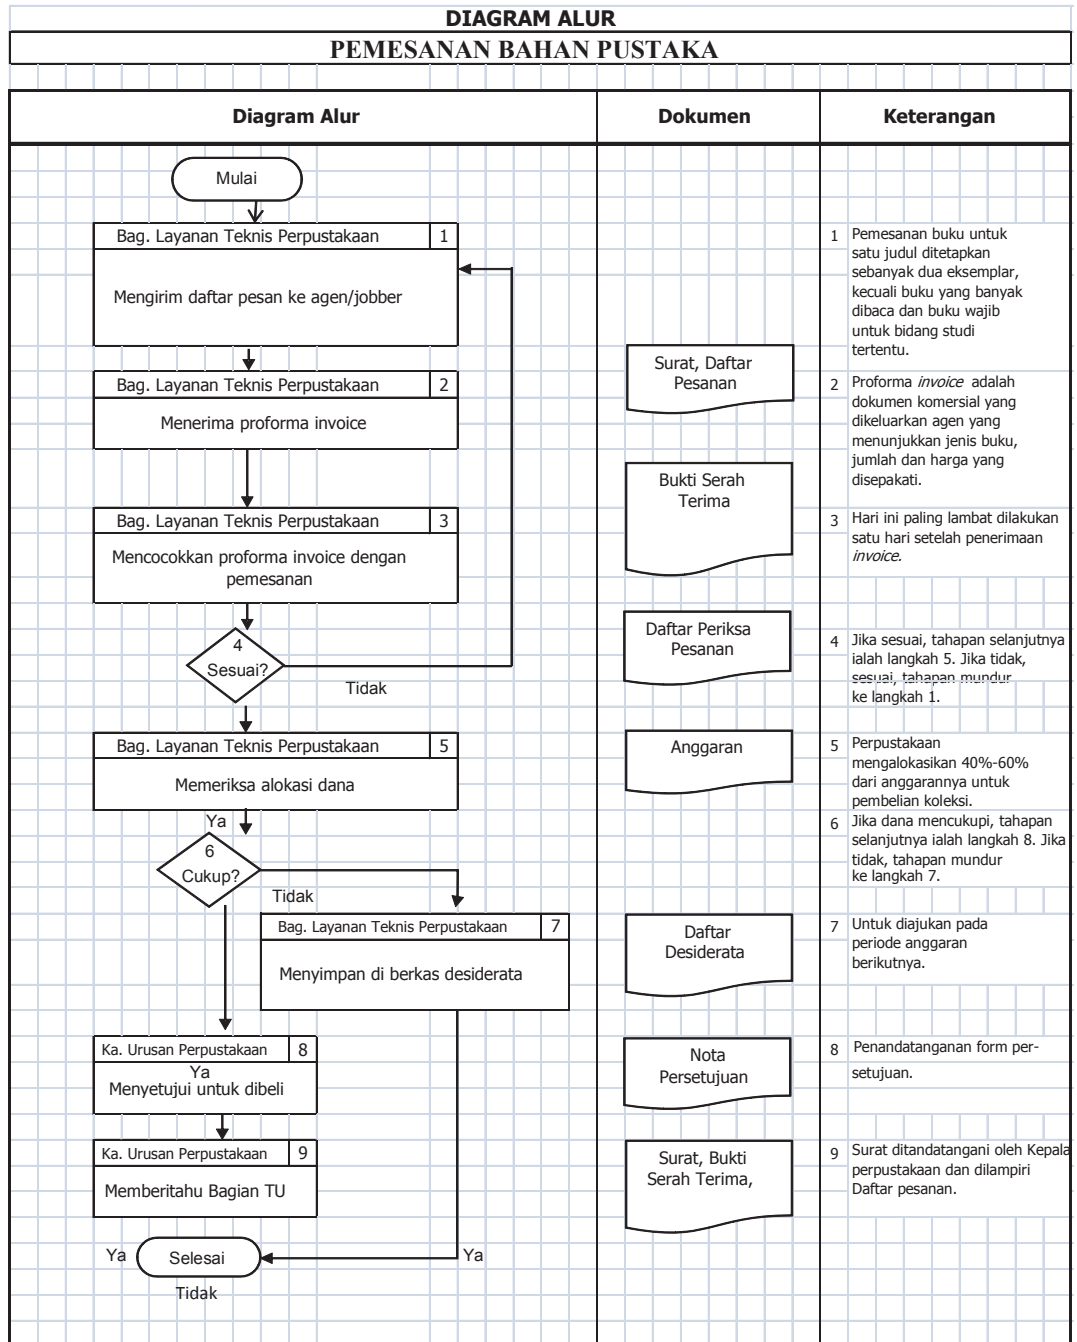 DIAGRAM ALUR
PEMESANAN BAHAN PUSTAKA
Diagram Alur
Dokumen
Keterangan
Mulai
Bag. Layanan Teknis Perpustakaan 1
Mengirim daftar pesan ke agen/jobber
Bag. Layanan Teknis Perpustakaan 2
Menerima proforma invoice
Bag. Layanan Teknis Perpustakaan 3
Mencocokkan proforma invoice dengan
pemesanan
4
Sesuai?
Tidak
Bag. Layanan Teknis Perpustakaan 5
Memeriksa alokasi dana
Ya
6
Cukup?
Tidak
Bag. Layanan Teknis Perpustakaan 7
Menyimpan di berkas desiderata
Ka. Urusan Perpustakaan 8
Ya
Menyetujui untuk dibeli
Ka. Urusan Perpustakaan 9
Memberitahu Bagian TU
Ya
Selesai
Ya
Tidak
Surat, Daftar
Pesanan
Bukti Serah
Terima
Daftar Periksa
Pesanan
Anggaran
Daftar
Desiderata
Nota
Persetujuan
Surat, Bukti
Serah Terima,
1 Pemesanan buku untuk
satu judul ditetapkan
sebanyak dua eksemplar,
kecuali buku yang banyak
dibaca dan buku wajib
untuk bidang studi
tertentu.
2 Proforma invoice adalah
dokumen komersial yang
dikeluarkan agen yang
menunjukkan jenis buku,
jumlah dan harga yang
disepakati.
3 Hari ini paling lambat dilakukan
satu hari setelah penerimaan
invoice.
4 Jika sesuai, tahapan selanjutnya
ialah langkah 5. Jika tidak,
sesuai, tahapan mundur
ke langkah 1.
5 Perpustakaan
mengalokasikan 40%-60%
dari anggarannya untuk
pembelian koleksi.
6 Jika dana mencukupi, tahapan
selanjutnya ialah langkah 8. Jika
tidak, tahapan mundur
ke langkah 7.
7 Untuk diajukan pada
periode anggaran
berikutnya.
8 Penandatanganan form per-
setujuan.
9 Surat ditandatangani oleh Kepala
perpustakaan dan dilampiri
Daftar pesanan.